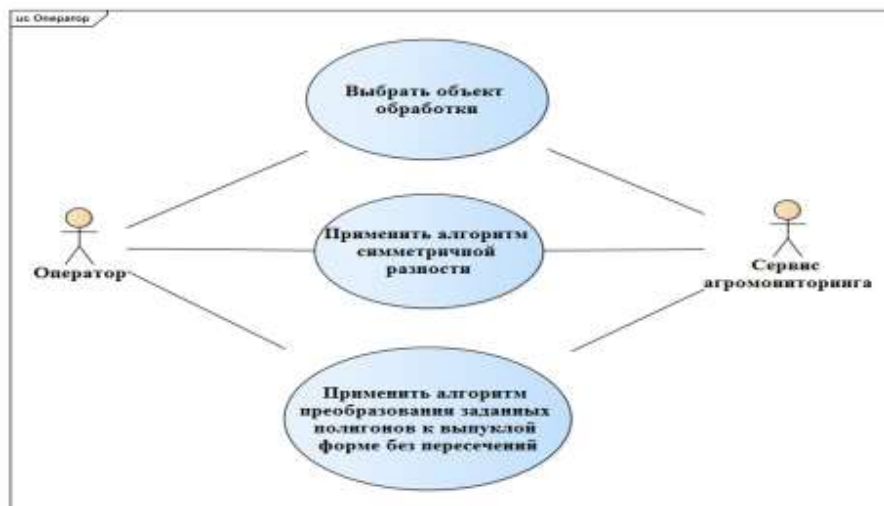 uc Оператор
Выбрать объект
обработки
Применить алгоритм
симметричной
разности
Оператор
Сервис
агромониторинга
Применить алгоритм
преобразования заданных
полигонов к выпуклой
форме без пересечений